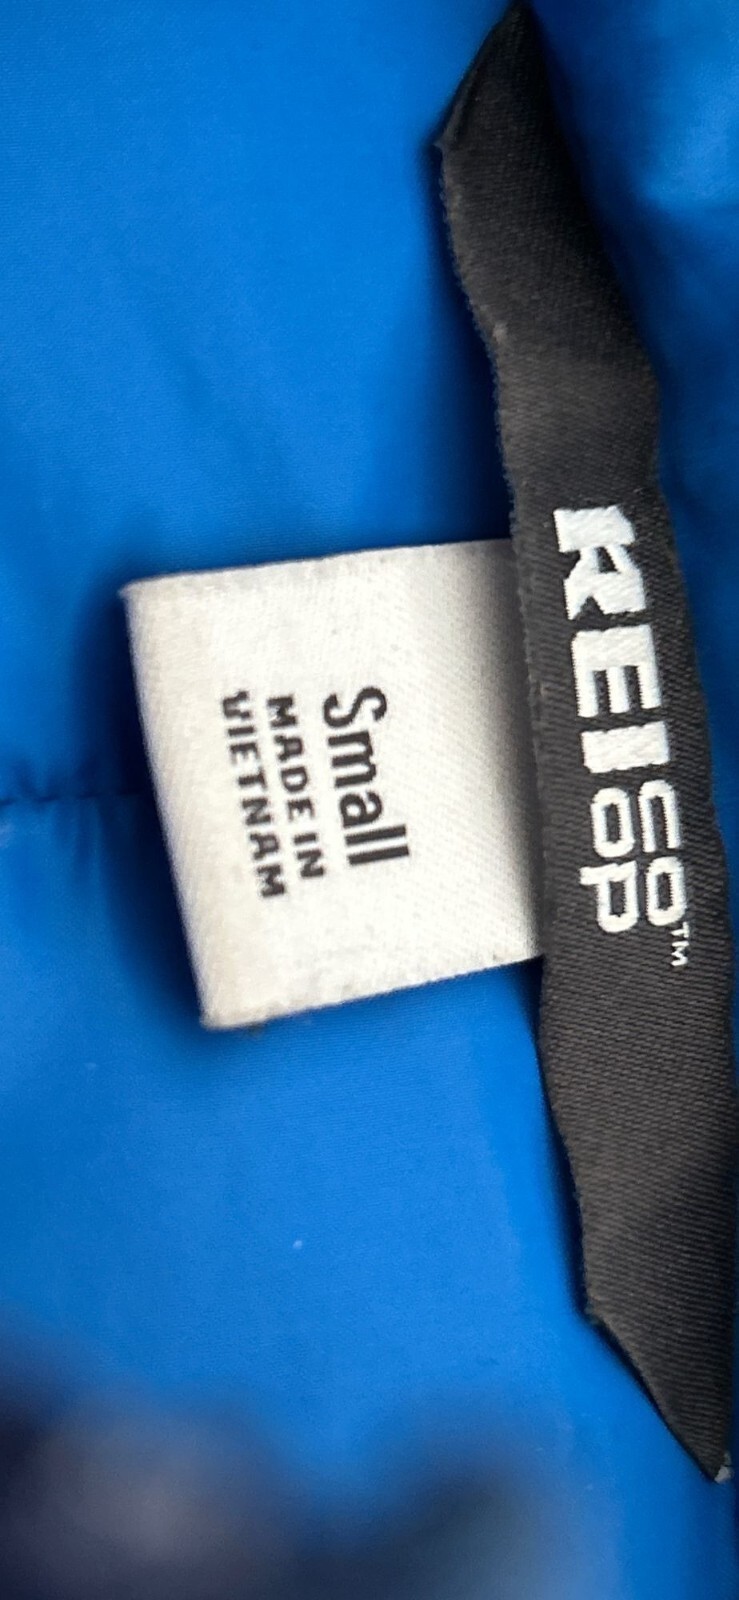 REI CO
OP™
Small
MADE IN
VIETNAM